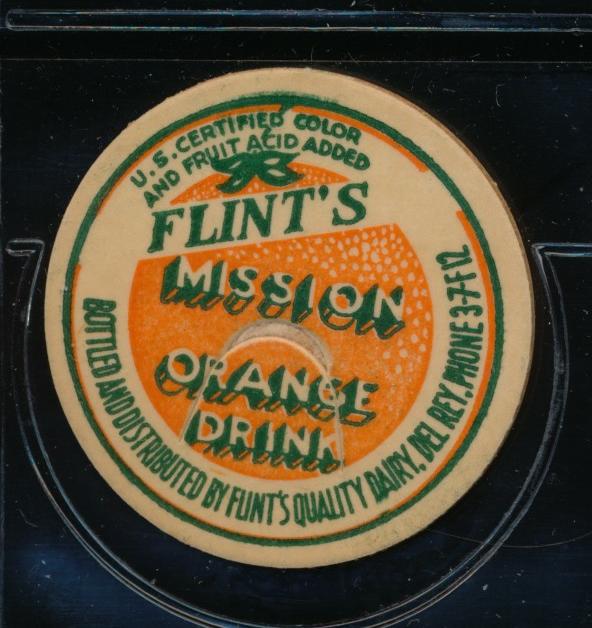 U.S. CERTIFIED COLOR
AND FRUIT ACID ADDED
FLINT'S
MISSION
ORANGE
DRINK
BOTTLED AND DISTRIBUTED BY FLINT'S QUALITY DAIRY, DEL REY, PHONE 3-7-F12